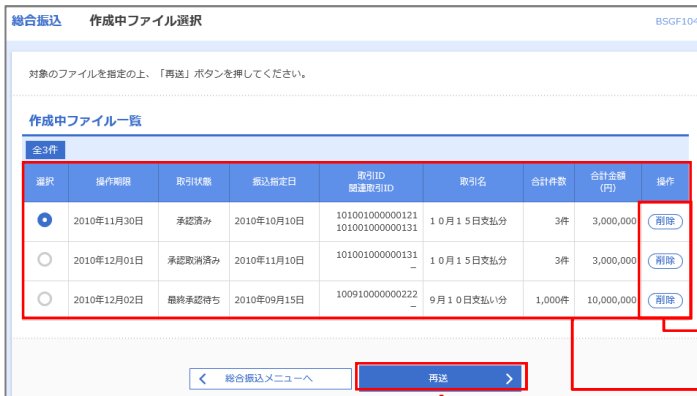 総合振込 作成中ファイル選択 BSGF104
対象のファイルを指定の上、「再送」ボタンを押してください。
作成中ファイル一覧
全3件
選択 操作期限 取引状態 振込指定日 取引ID 関連取引ID 取引名 合計件数 合計金額(円) 操作
2010年11月30日 承認済み 2010年10月10日 101001000000121 101001000000131 １０月１５日支払分 3件 3,000,000 削除
2010年12月01日 承認取消済み 2010年11月10日 101001000000131 – １０月１５日支払分 3件 3,000,000 削除
2010年12月02日 最終承認待ち 2010年09月15日 100910000000222 – ９月１０日支払い分 1,000件 10,000,000 削除
総合振込メニューへ 再送